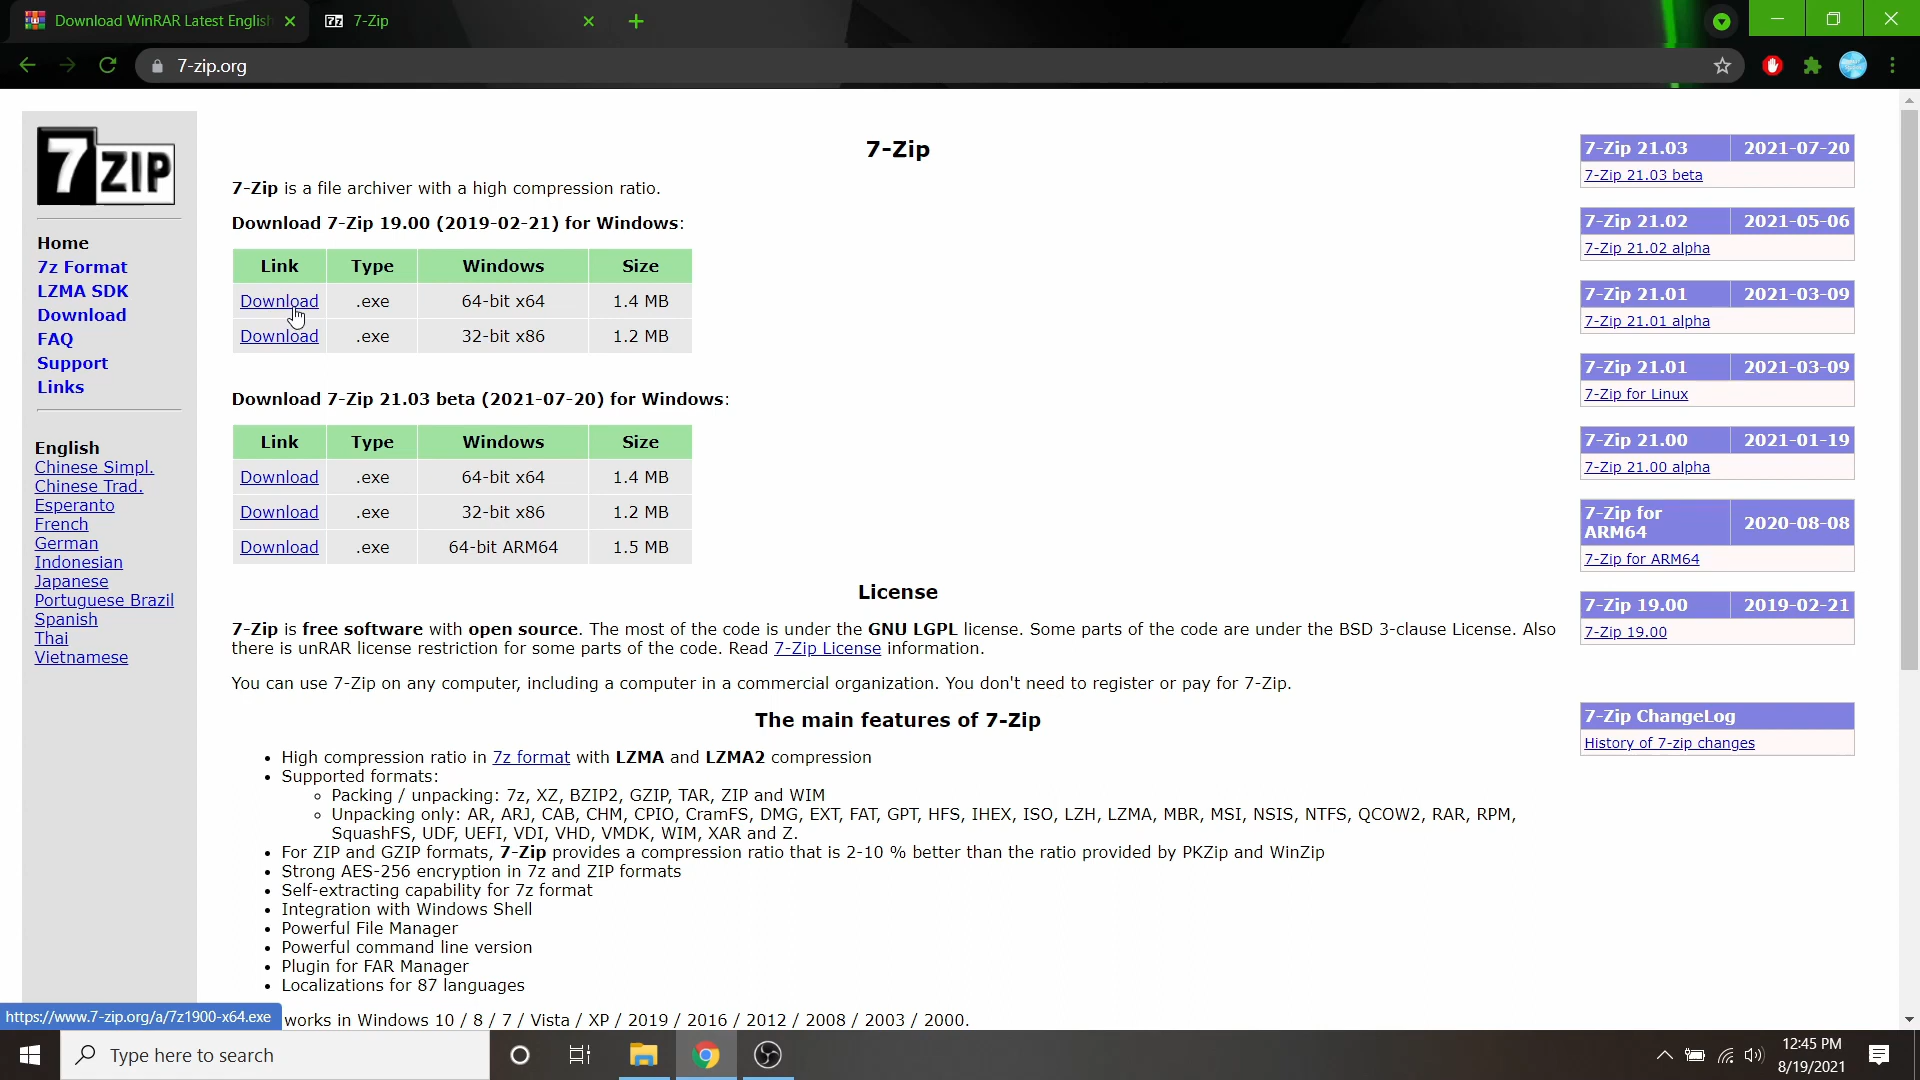 Download WinRAR Latest English
7-Zip
7-zip.org
7 ZIP
Home
7z Format
LZMA SDK
Download
FAQ
Support
Links
English
Chinese Simpl.
Chinese Trad.
Esperanto
French
German
Indonesian
Japanese
Portuguese Brazil
Spanish
Thai
Vietnamese
7-Zip
7-Zip is a file archiver with a high compression ratio.
Download 7-Zip 19.00 (2019-02-21) for Windows:
Link Type Windows Size
Download .exe 64-bit x64 1.4 MB
Download .exe 32-bit x86 1.2 MB
Download 7-Zip 21.03 beta (2021-07-20) for Windows:
Link Type Windows Size
Download .exe 64-bit x64 1.4 MB
Download .exe 32-bit x86 1.2 MB
Download .exe 64-bit ARM64 1.5 MB
License
7-Zip is free software with open source. The most of the code is under the GNU LGPL license. Some parts of the code are under the BSD 3-clause License. Also
there is unRAR license restriction for some parts of the code. Read 7-Zip License information.
You can use 7-Zip on any computer, including a computer in a commercial organization. You don't need to register or pay for 7-Zip.
The main features of 7-Zip
• High compression ratio in 7z format with LZMA and LZMA2 compression
• Supported formats:
◦ Packing / unpacking: 7z, XZ, BZIP2, GZIP, TAR, ZIP and WIM
◦ Unpacking only: AR, ARJ, CAB, CHM, CPIO, CramFS, DMG, EXT, FAT, GPT, HFS, IHEX, ISO, LZH, LZMA, MBR, MSI, NSIS, NTFS, QCOW2, RAR, RPM,
SquashFS, UDF, UEFI, VDI, VHD, VMDK, WIM, XAR and Z.
• For ZIP and GZIP formats, 7-Zip provides a compression ratio that is 2-10 % better than the ratio provided by PKZip and WinZip
• Strong AES-256 encryption in 7z and ZIP formats
• Self-extracting capability for 7z format
• Integration with Windows Shell
• Powerful File Manager
• Powerful command line version
• Plugin for FAR Manager
• Localizations for 87 languages
works in Windows 10 / 8 / 7 / Vista / XP / 2019 / 2016 / 2012 / 2008 / 2003 / 2000.
7-Zip 21.03 2021-07-20
7-Zip 21.03 beta
7-Zip 21.02 2021-05-06
7-Zip 21.02 alpha
7-Zip 21.01 2021-03-09
7-Zip 21.01 alpha
7-Zip 21.01 2021-03-09
7-Zip for Linux
7-Zip 21.00 2021-01-19
7-Zip 21.00 alpha
7-Zip for
ARM64 2020-08-08
7-Zip for ARM64
7-Zip 19.00 2019-02-21
7-Zip 19.00
7-Zip ChangeLog
History of 7-zip changes
https://www.7-zip.org/a/7z1900-x64.exe
Type here to search
12:45 PM
8/19/2021